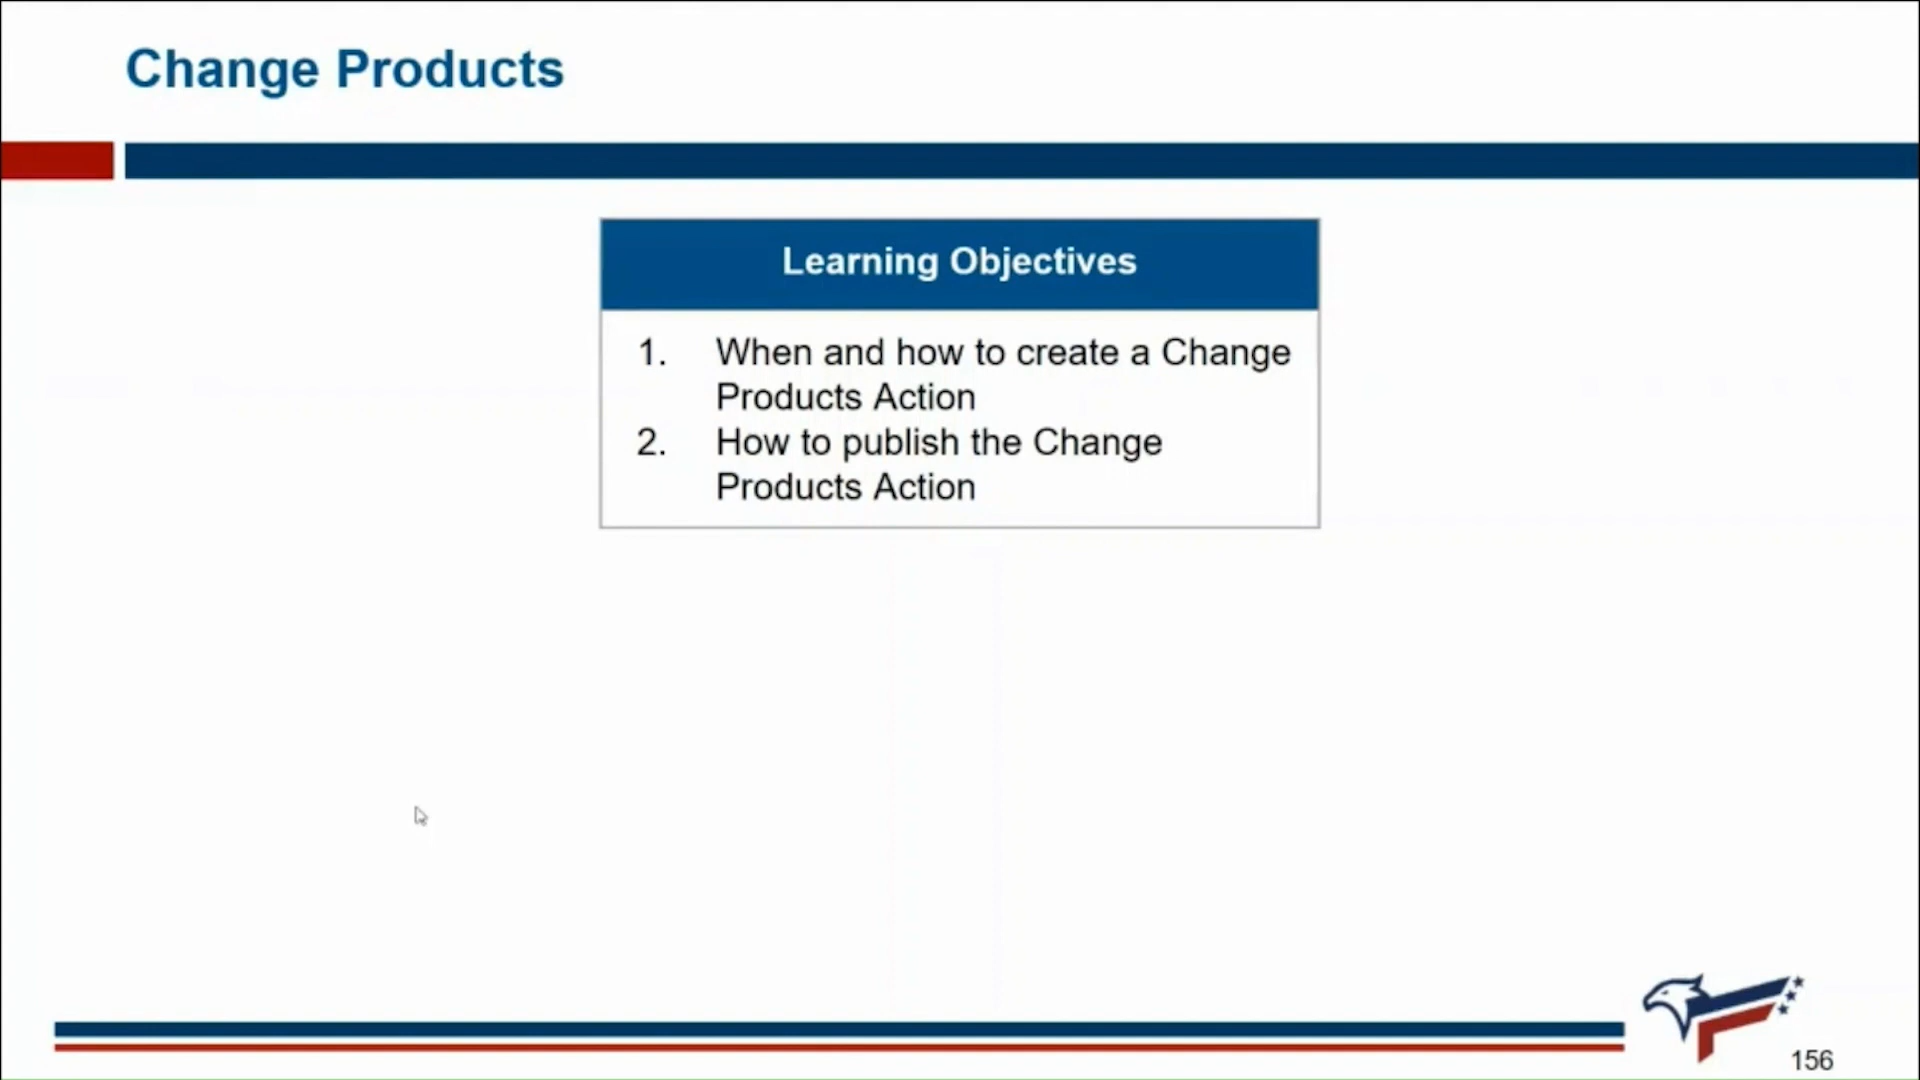 Change Products
Learning Objectives
1. When and how to create a Change
Products Action
2. How to publish the Change
Products Action
156